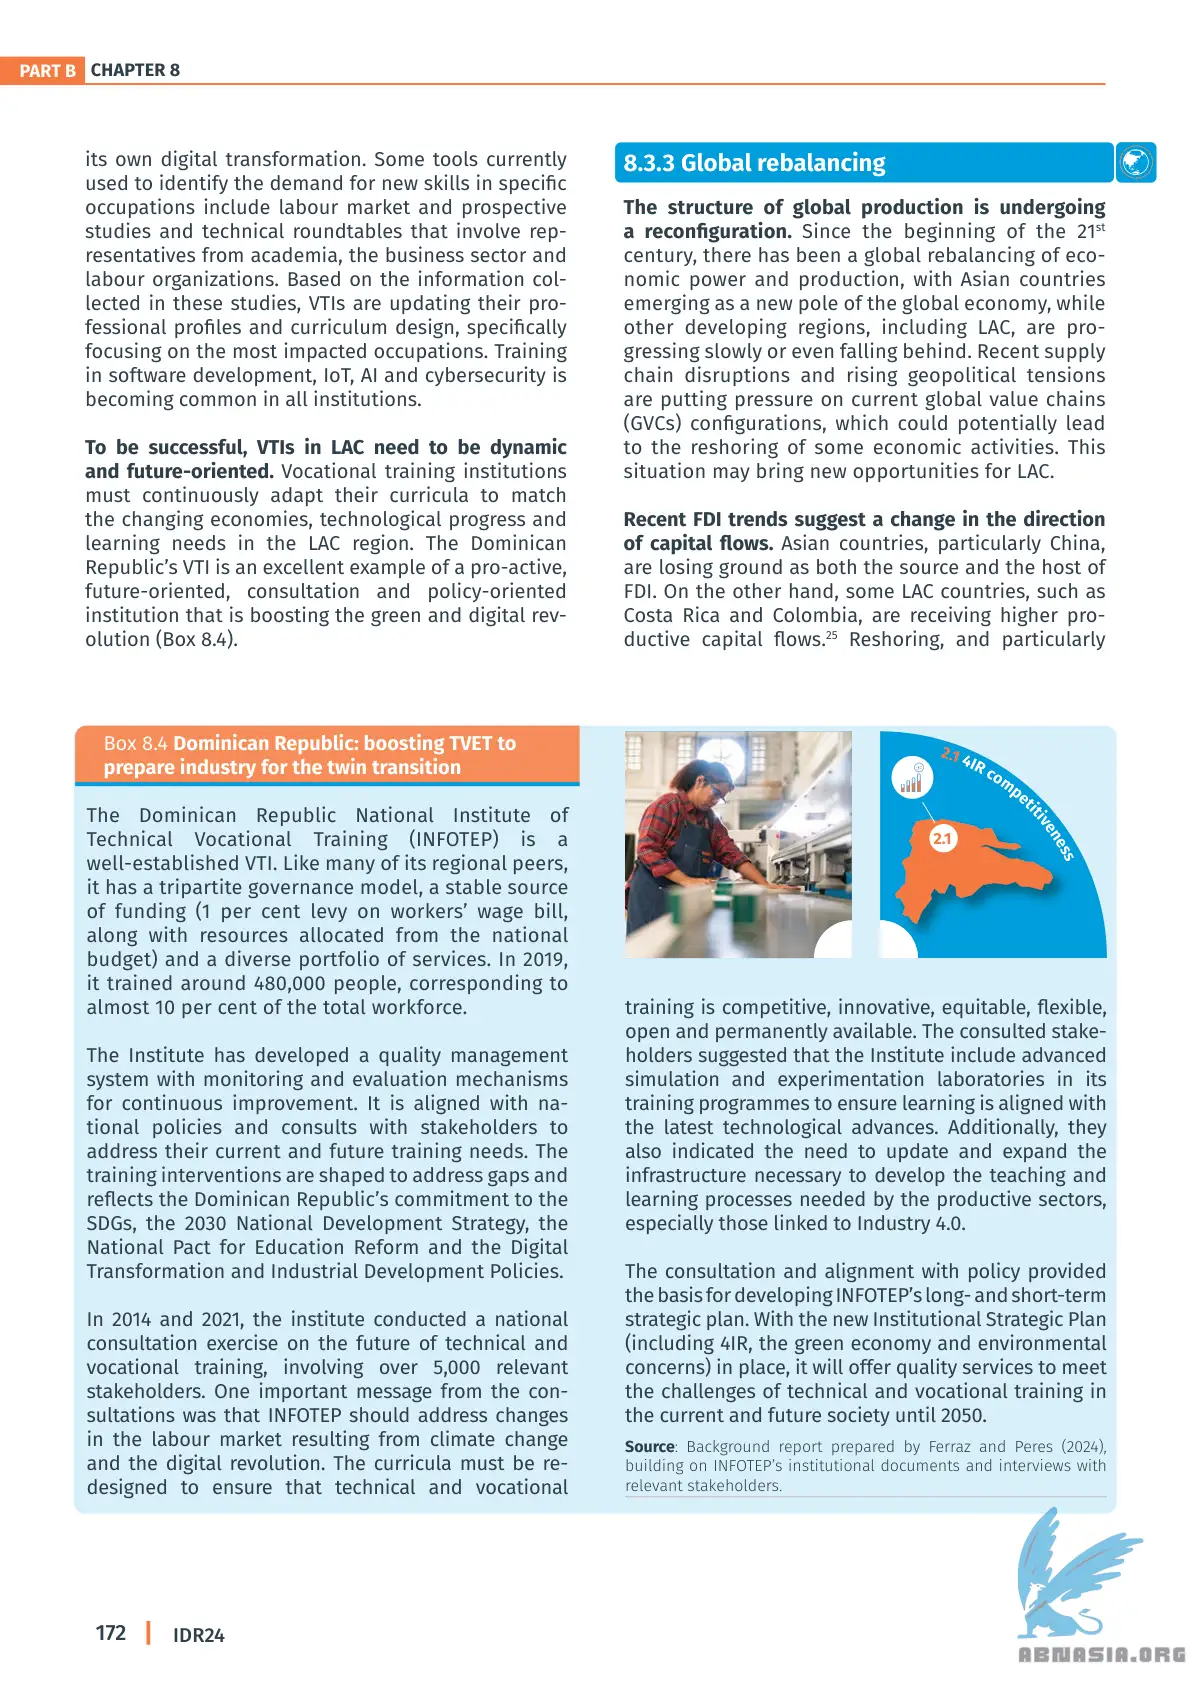 PART B CHAPTER 8
its own digital transformation. Some tools currently
used to identify the demand for new skills in specific
occupations include labour market and prospective
studies and technical roundtables that involve rep-
resentatives from academia, the business sector and
labour organizations. Based on the information col-
lected in these studies, VTIs are updating their pro-
fessional profiles and curriculum design, specifically
focusing on the most impacted occupations. Training
in software development, IoT, AI and cybersecurity is
becoming common in all institutions.
To be successful, VTIs in LAC need to be dynamic
and future-oriented. Vocational training institutions
must continuously adapt their curricula to match
the changing economies, technological progress and
learning needs in the LAC region. The Dominican
Republic's VTI is an excellent example of a pro-active,
future-oriented, consultation and policy-oriented
institution that is boosting the green and digital rev-
olution (Box 8.4).
8.3.3 Global rebalancing
The structure of global production is undergoing
a reconfiguration. Since the beginning of the 21st
century, there has been a global rebalancing of eco-
nomic power and production, with Asian countries
emerging as a new pole of the global economy, while
other developing regions, including LAC, are pro-
gressing slowly or even falling behind. Recent supply
chain disruptions and rising geopolitical tensions
are putting pressure on current global value chains
(GVCs) configurations, which could potentially lead
to the reshoring of some economic activities. This
situation may bring new opportunities for LAC.
Recent FDI trends suggest a change in the direction
of capital flows. Asian countries, particularly China,
are losing ground as both the source and the host of
FDI. On the other hand, some LAC countries, such as
Costa Rica and Colombia, are receiving higher pro-
ductive capital flows.25 Reshoring, and particularly
Box 8.4 Dominican Republic: boosting TVET to
prepare industry for the twin transition
The Dominican Republic National Institute of
Technical Vocational Training (INFOTEP) is a
well-established VTI. Like many of its regional peers,
it has a tripartite governance model, a stable source
of funding (1 per cent levy on workers' wage bill,
along with resources allocated from the national
budget) and a diverse portfolio of services. In 2019,
it trained around 480,000 people, corresponding to
almost 10 per cent of the total workforce.
The Institute has developed a quality management
system with monitoring and evaluation mechanisms
for continuous improvement. It is aligned with na-
tional policies and consults with stakeholders to
address their current and future training needs. The
training interventions are shaped to address gaps and
reflects the Dominican Republic's commitment to the
SDGs, the 2030 National Development Strategy, the
National Pact for Education Reform and the Digital
Transformation and Industrial Development Policies.
In 2014 and 2021, the institute conducted a national
consultation exercise on the future of technical and
vocational training, involving over 5,000 relevant
stakeholders. One important message from the con-
sultations was that INFOTEP should address changes
in the labour market resulting from climate change
and the digital revolution. The curricula must be re-
designed to ensure that technical and vocational
2.1 4IR competitiveness
2.1
training is competitive, innovative, equitable, flexible,
open and permanently available. The consulted stake-
holders suggested that the Institute include advanced
simulation and experimentation laboratories in its
training programmes to ensure learning is aligned with
the latest technological advances. Additionally, they
also indicated the need to update and expand the
infrastructure necessary to develop the teaching and
learning processes needed by the productive sectors,
especially those linked to Industry 4.0.
The consultation and alignment with policy provided
the basis for developing INFOTEP's long- and short-term
strategic plan. With the new Institutional Strategic Plan
(including 4IR, the green economy and environmental
concerns) in place, it will offer quality services to meet
the challenges of technical and vocational training in
the current and future society until 2050.
Source: Background report prepared by Ferraz and Peres (2024),
building on INFOTEP's institutional documents and interviews with
relevant stakeholders.
172 | IDR24
ABNASIA.ORG